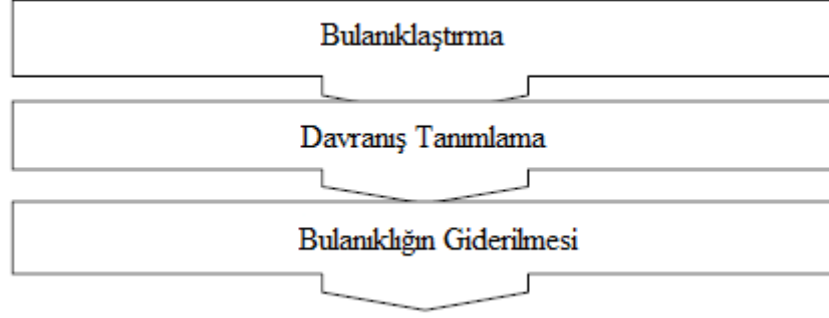 Bulanıklaştırma
Davranış Tanımlama
Bulanıklığın Giderilmesi